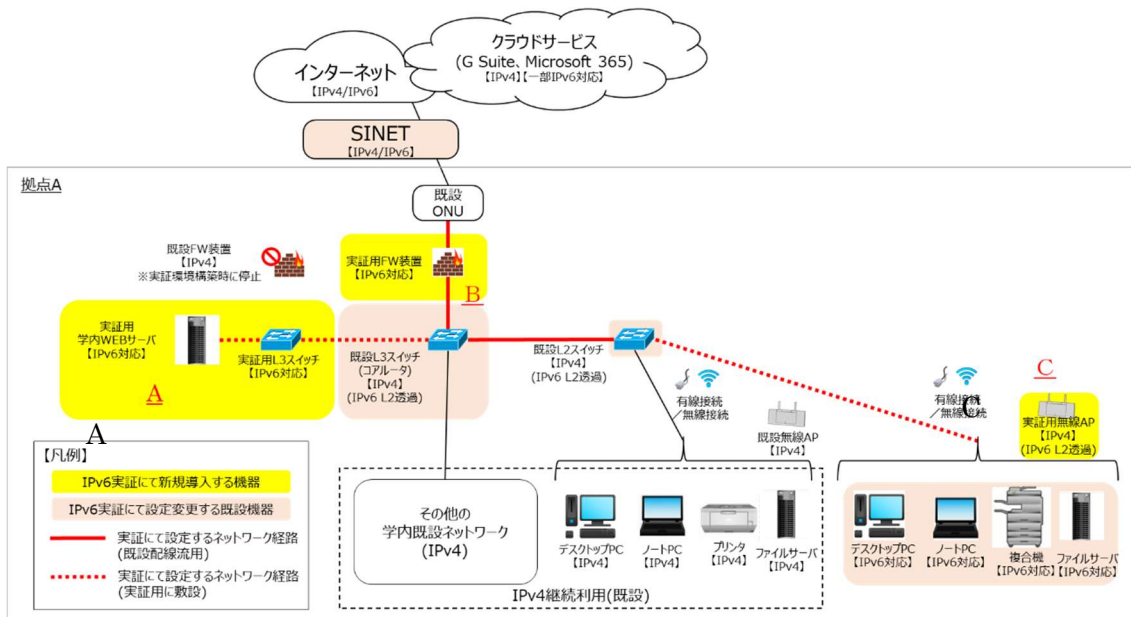 クラウドサービス
(G Suite、Microsoft 365)
【IPv4】【一部IPv6対応】
インターネット
【IPv4/IPv6】
SINET
【IPv4/IPv6】
拠点A
既設
ONU
既設FW装置
【IPv4】
※実証環境構築時に停止
実証用FW装置
【IPv6対応】
B
実証用
学内WEBサーバ
【IPv6対応】
実証用L3スイッチ
【IPv6対応】
A
既設L3スイッチ
(コアルータ)
【IPv4】
(IPv6 L2透過)
既設L2スイッチ
【IPv4】
(IPv6 L2透過)
有線接続
/無線接続
既設無線AP
【IPv4】
有線接続
/無線接続
C
C
実証用無線AP
【IPv4】
(IPv6 L2透過)
A
【凡例】
IPv6実証にて新規導入する機器
IPv6実証にて設定変更する既設機器
実証にて設定するネットワーク経路
(既設配線流用)
実証にて設定するネットワーク経路
(実証用に敷設)
その他の
学内既設ネットワーク
(IPv4)
デスクトップPC
【IPv4】
ノートPC
【IPv4】
プリンタ
【IPv4】
ファイルサーバ
【IPv4】
IPv4継続利用(既設)
デスクトップPC
【IPv6対応】
ノートPC
【IPv6対応】
複合機
【IPv6対応】
ファイルサーバ
【IPv6対応】